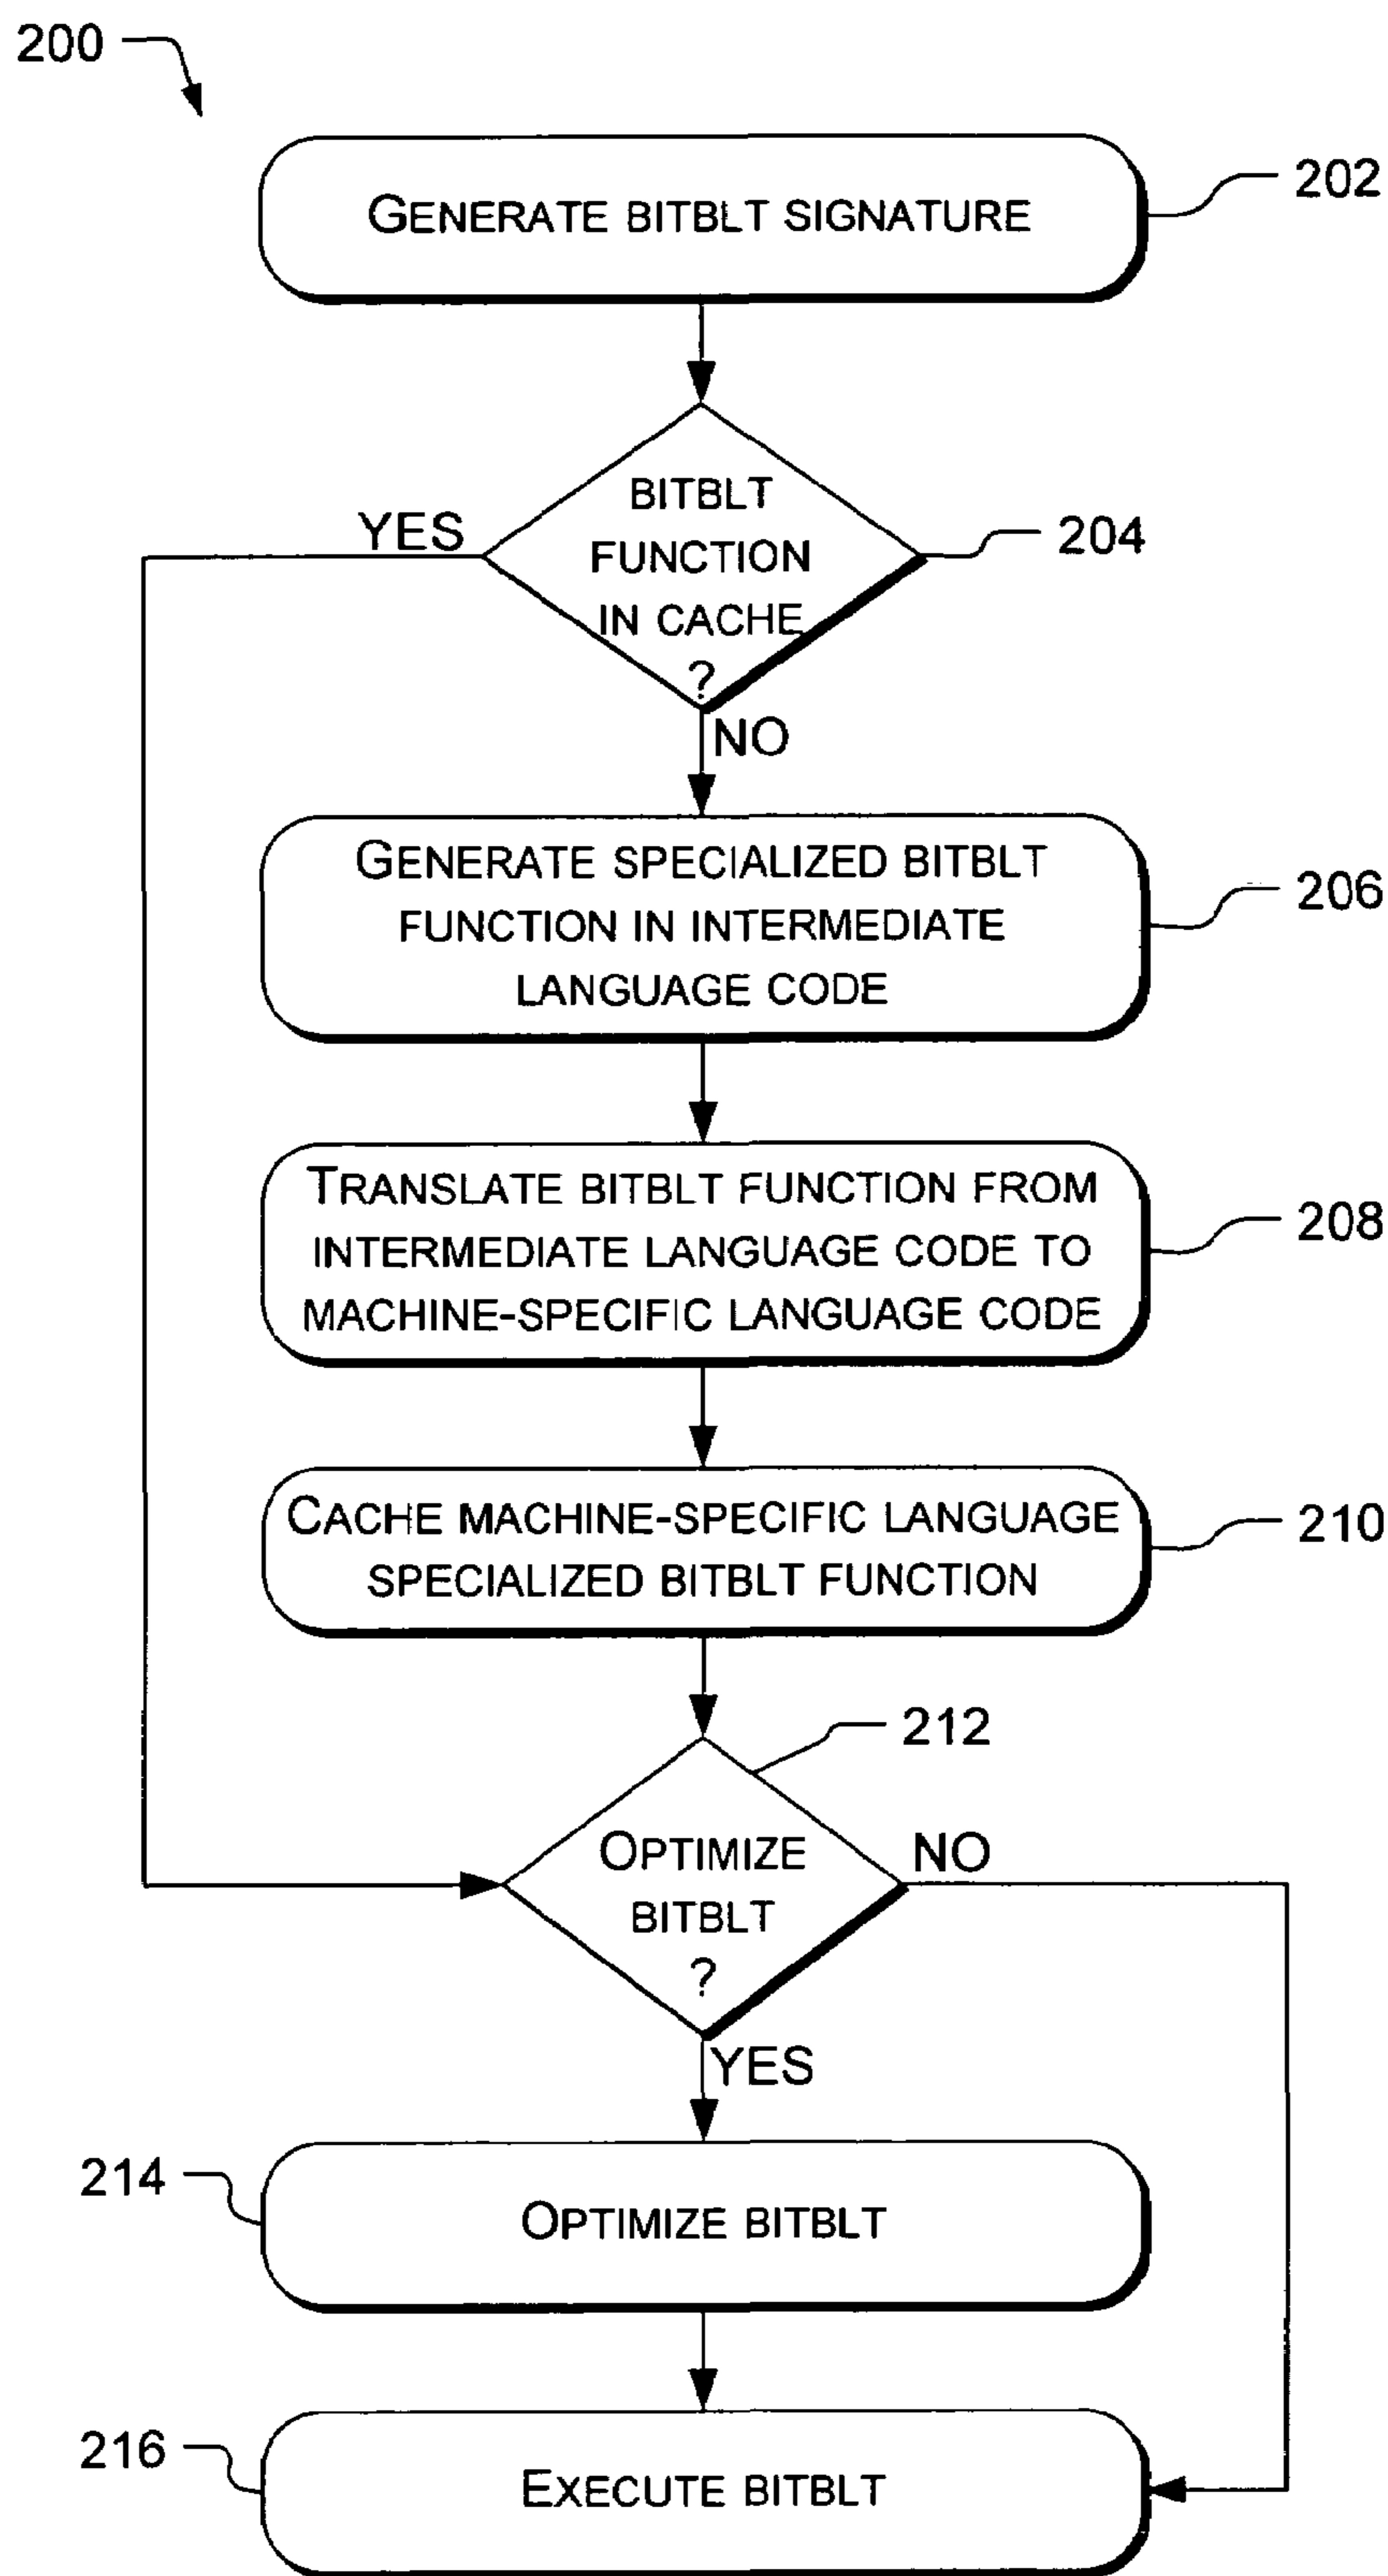 200
GENERATE BITBLT SIGNATURE
202
BITBLT
FUNCTION
IN CACHE
?
YES
204
NO
GENERATE SPECIALIZED BITBLT
FUNCTION IN INTERMEDIATE
LANGUAGE CODE
206
TRANSLATE BITBLT FUNCTION FROM
INTERMEDIATE LANGUAGE CODE TO
MACHINE-SPECIFIC LANGUAGE CODE
208
CACHE MACHINE-SPECIFIC LANGUAGE
SPECIALIZED BITBLT FUNCTION
210
212
OPTIMIZE
BITBLT
?
NO
YES
214
OPTIMIZE BITBLT
216
EXECUTE BITBLT